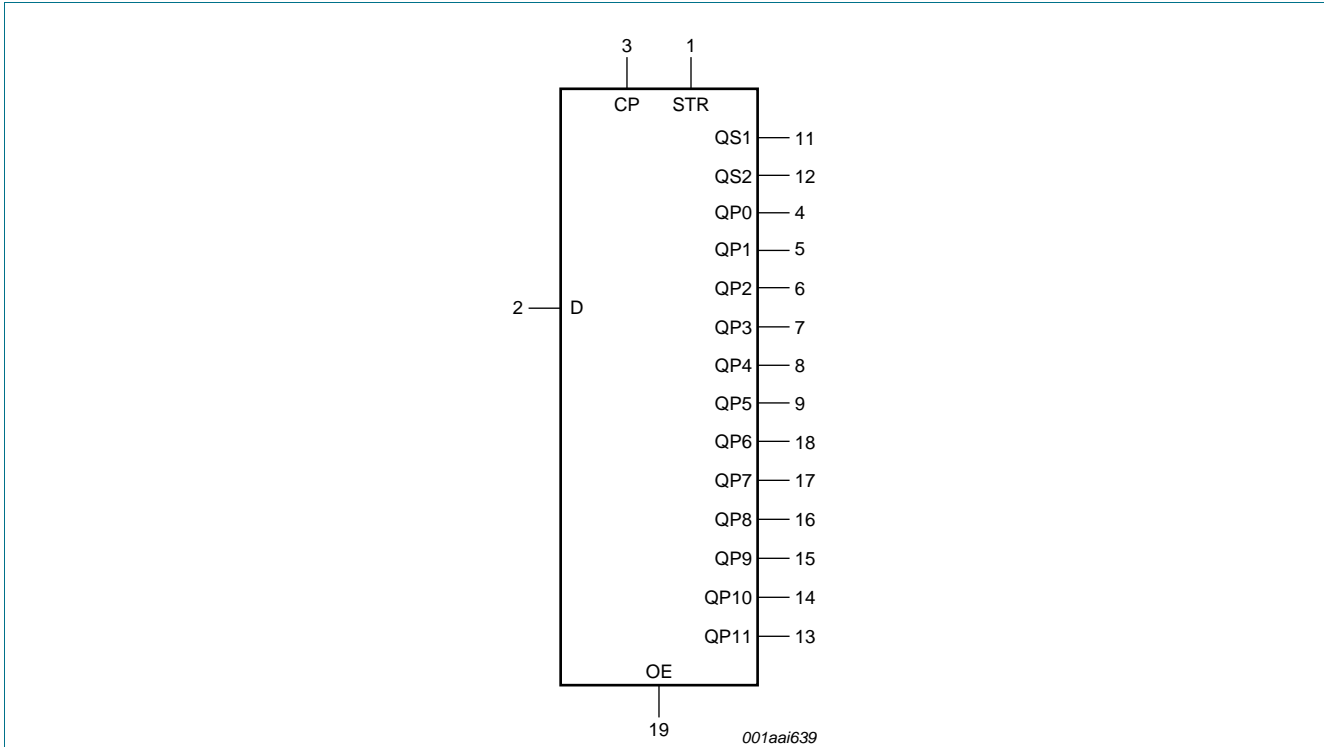 3 1
CP STR
QS1 11
QS2 12
QP0 4
QP1 5
QP2 6
2 D
QP3 7
QP4 8
QP5 9
QP6 18
QP7 17
QP8 16
QP9 15
QP10 14
QP11 13
OE
19
001aai639